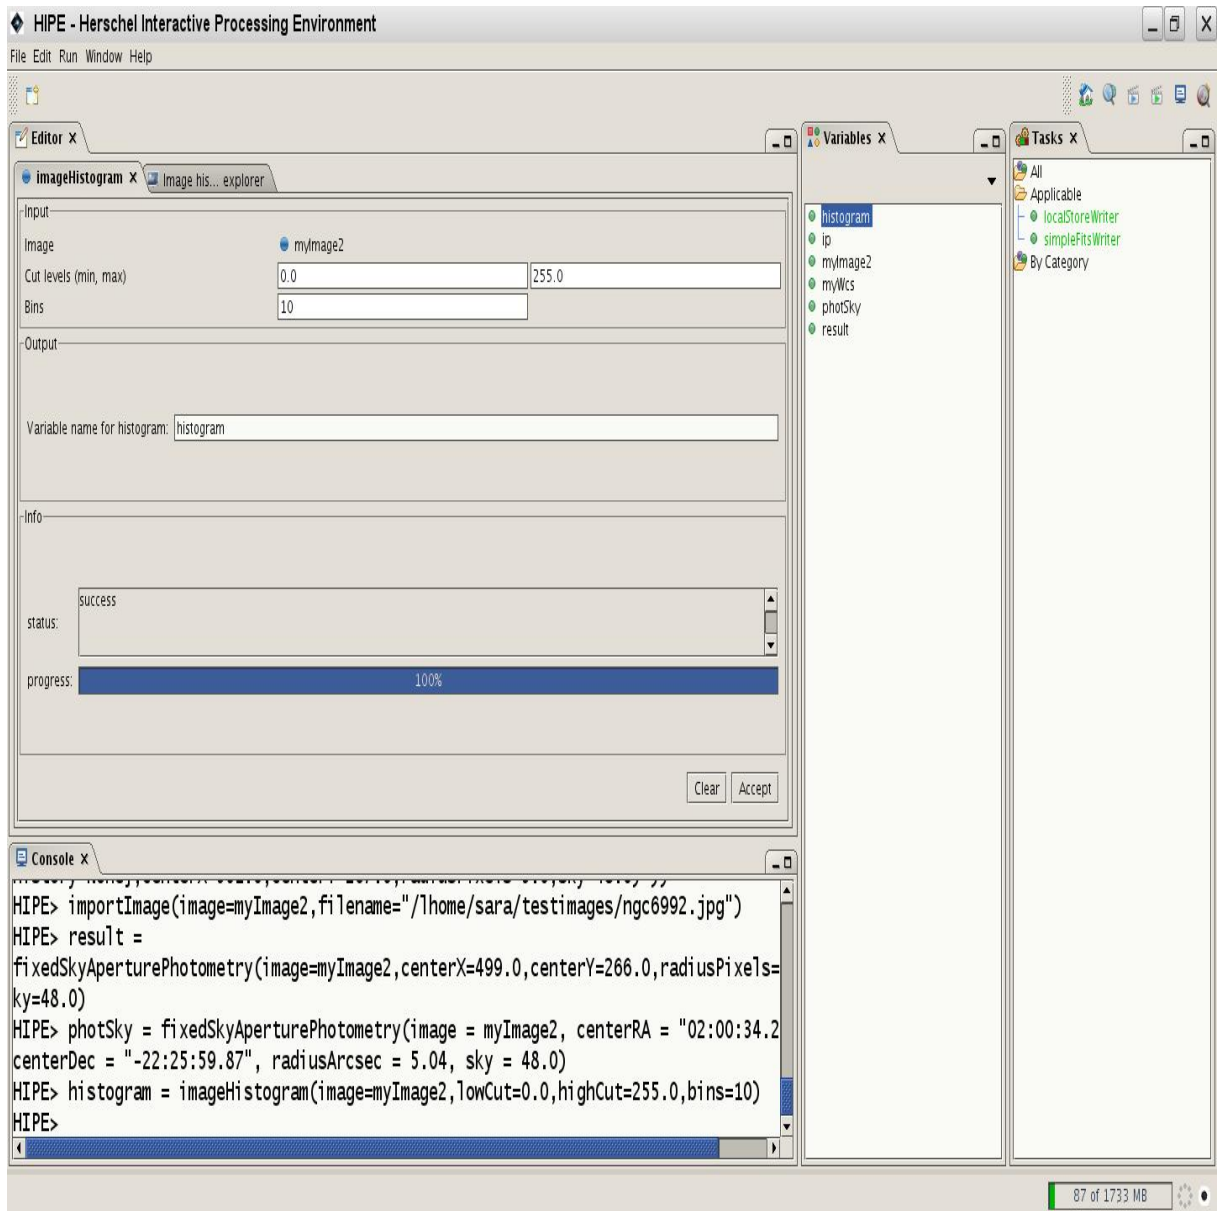 HIPE - Herschel Interactive Processing Environment
File Edit Run Window Help
Editor X
imageHistogram X
Image his... explorer
Input
Image
myImage2
Cut levels (min, max)
0.0
255.0
Bins
10
Output
Variable name for histogram:
histogram
Info
status:
success
progress:
100%
Clear
Accept
Variables X
histogram
ip
myImage2
myWcs
photSky
result
Tasks X
All
Applicable
localStoreWriter
simpleFitsWriter
By Category
Console X
HIPE> importImage(image=myImage2,filename="/lhome/sara/testimages/ngc6992.jpg")
HIPE> result =
fixedSkyAperturePhotometry(image=myImage2,centerX=499.0,centerY=266.0,radiusPixels=
ky=48.0)
HIPE> photSky = fixedSkyAperturePhotometry(image = myImage2, centerRA = "02:00:34.2
centerDec = "-22:25:59.87", radiusArcsec = 5.04, sky = 48.0)
HIPE> histogram = imageHistogram(image=myImage2,lowCut=0.0,highCut=255.0,bins=10)
HIPE>
87 of 1733 MB